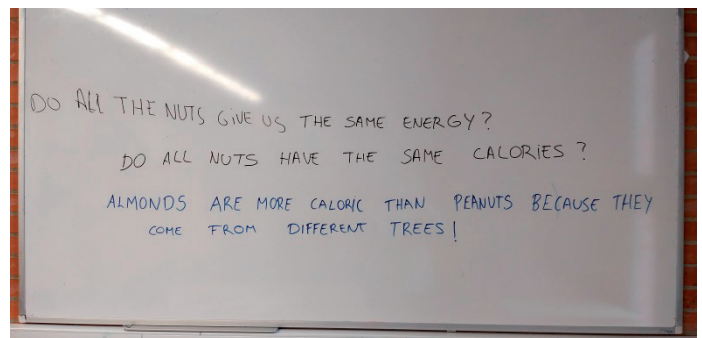 DO ALL THE NUTS GIVE US THE SAME ENERGY?
DO ALL NUTS HAVE THE SAME CALORIES?
ALMONDS ARE MORE CALORIC THAN PEANUTS BECAUSE THEY
COME FROM DIFFERENT TREES!